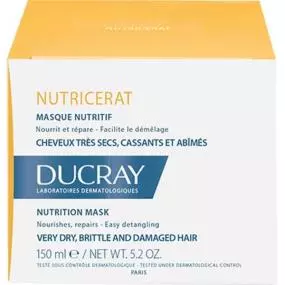 NUTRICERAT
MASQUE NUTRITIF
Nourrit et répare - Facilite le démêlage
CHEVEUX TRÈS SECS, CASSANTS ET ABÎMÉS
DUCRAY
LABORATOIRES DERMATOLOGIQUES
NUTRITION MASK
Nourishes, repairs - Easy detangling
VERY DRY, BRITTLE AND DAMAGED HAIR
150 ml ℮ / NET WT. 5.2 OZ.
TESTÉ SOUS CONTRÔLE DERMATOLOGIQUE - TESTED UNDER DERMATOLOGICAL CONTROL
PARIS